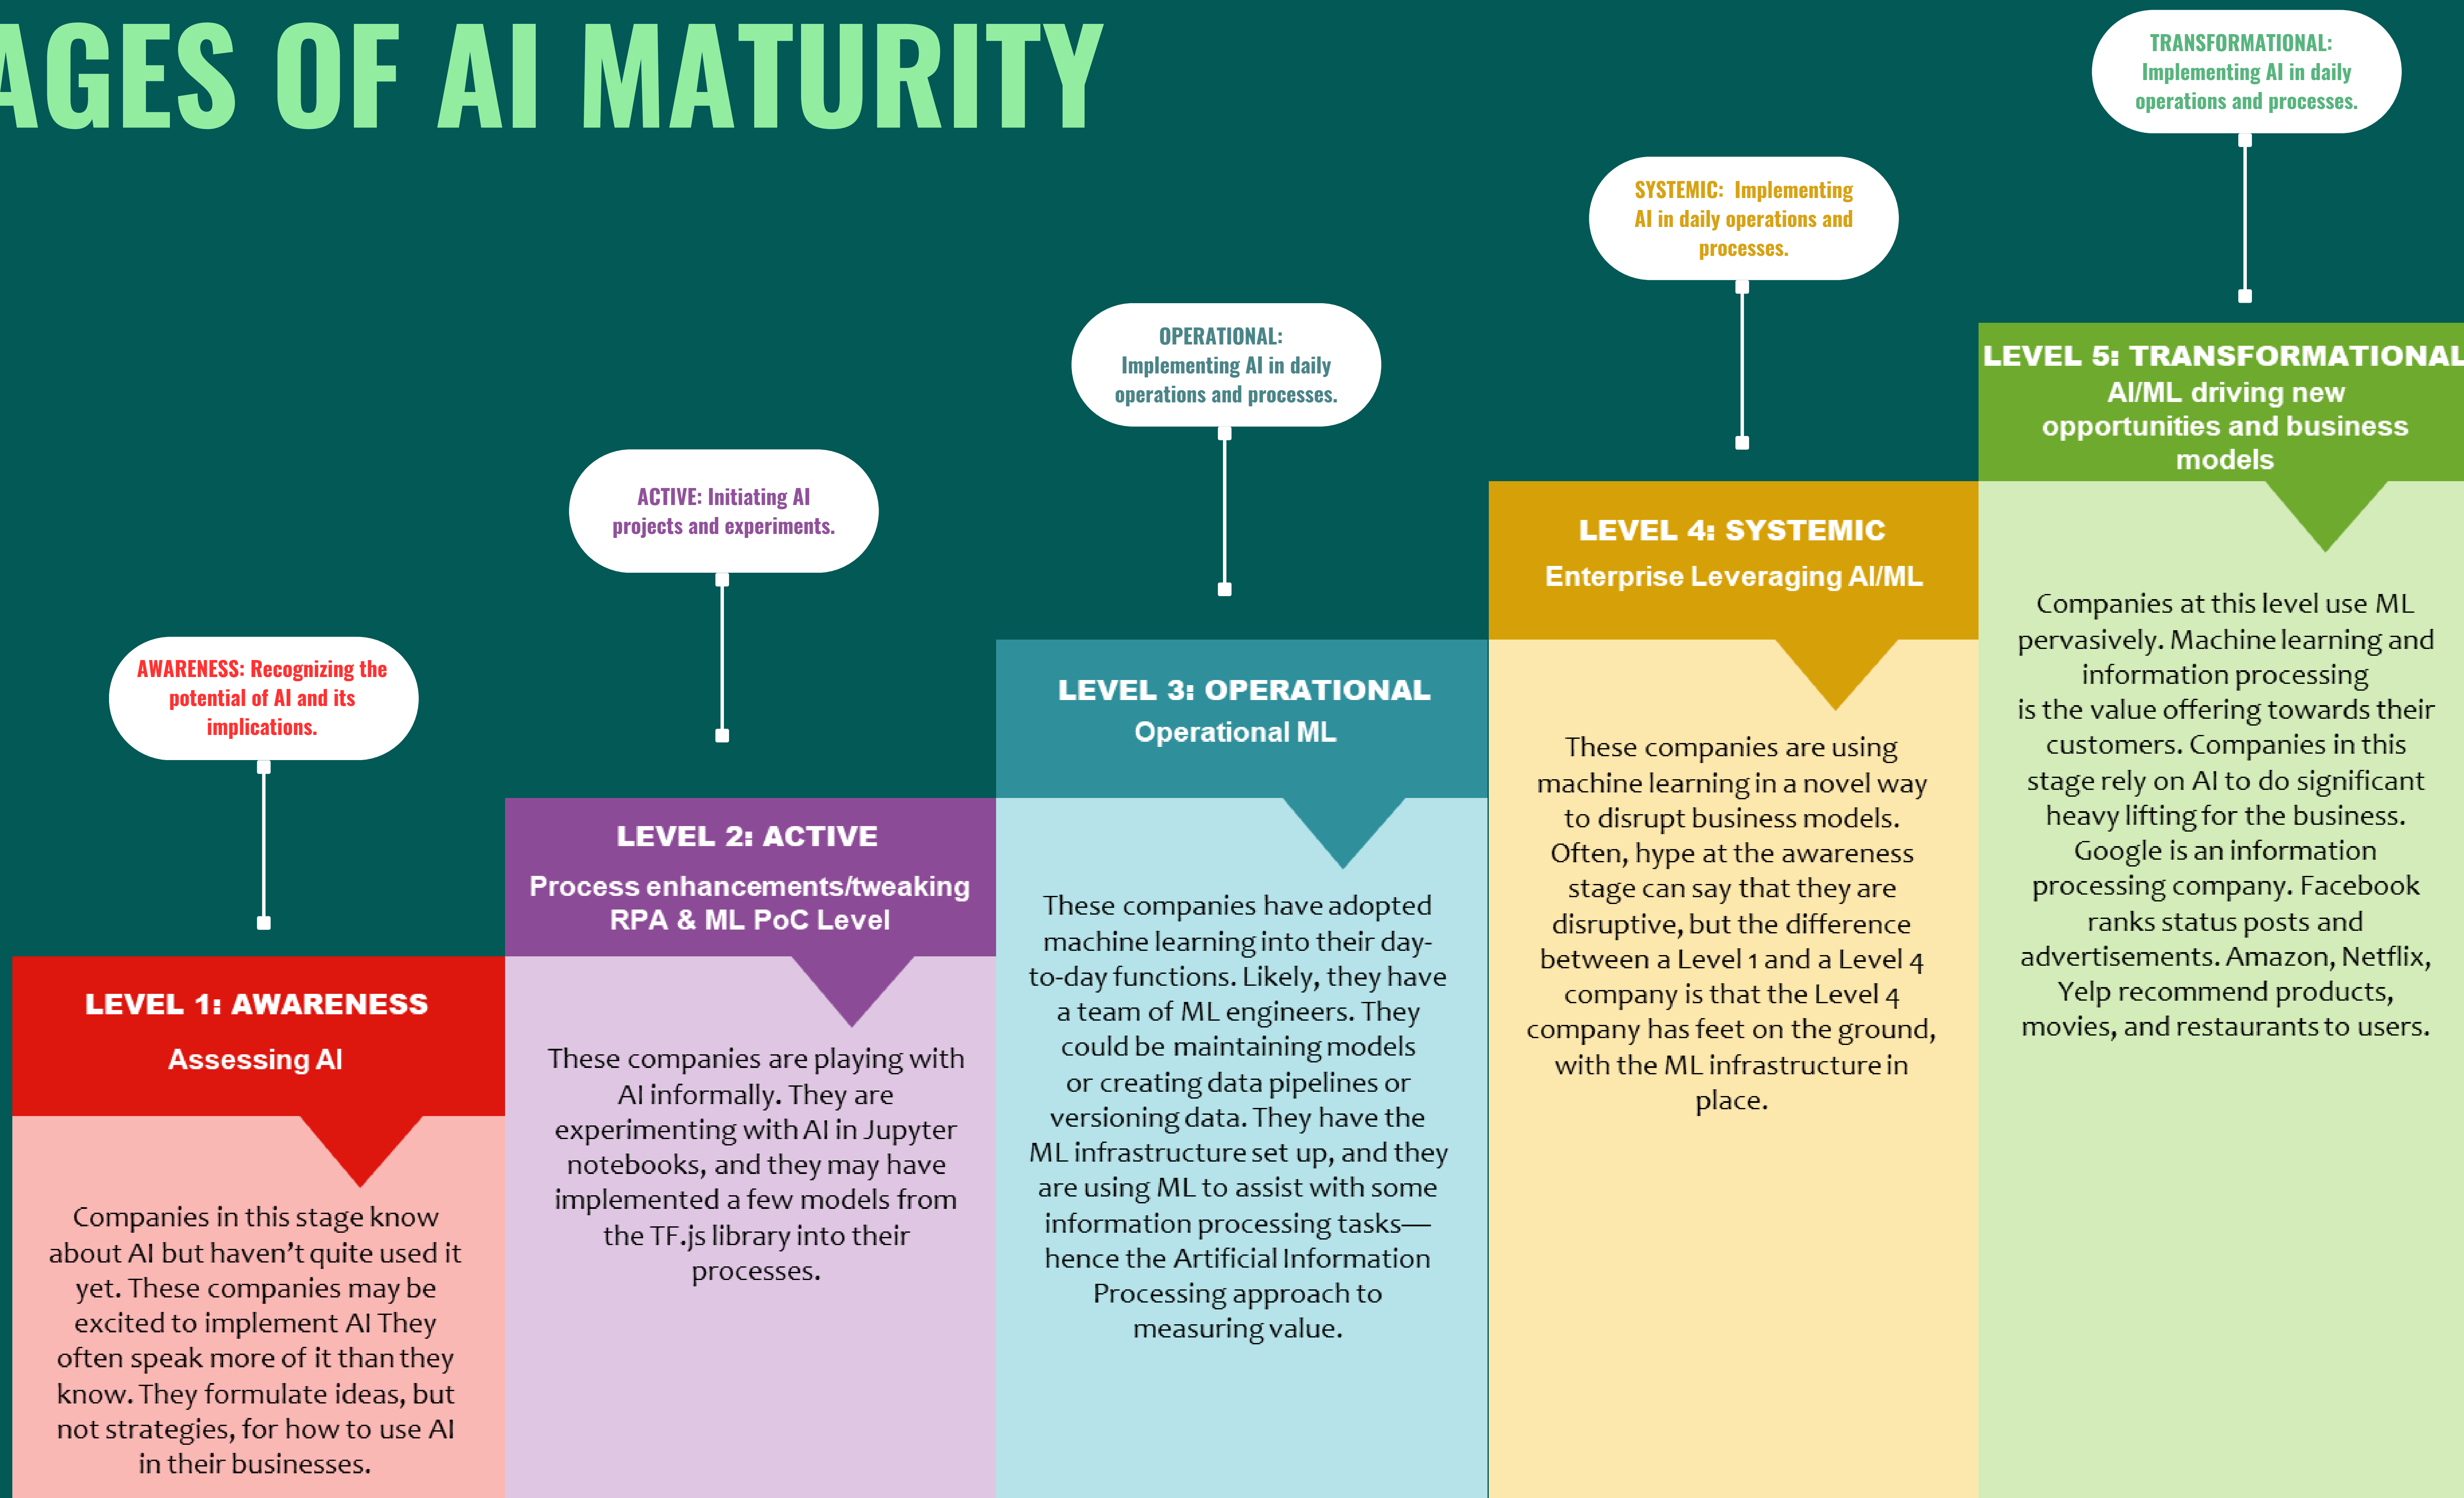 AGES OF AI MATURITY
TRANSFORMATIONAL:
Implementing AI in daily
operations and processes.
SYSTEMIC:  Implementing
AI in daily operations and
processes.
OPERATIONAL:
Implementing AI in daily
operations and processes.
ACTIVE: Initiating AI
projects and experiments.
AWARENESS: Recognizing the
potential of AI and its
implications.
LEVEL 1: AWARENESS
Assessing AI
Companies in this stage know
about AI but haven’t quite used it
yet. These companies may be
excited to implement AI They
often speak more of it than they
know. They formulate ideas, but
not strategies, for how to use AI
in their businesses.
LEVEL 2: ACTIVE
Process enhancements/tweaking
RPA & ML PoC Level
These companies are playing with
AI informally. They are
experimenting with AI in Jupyter
notebooks, and they may have
implemented a few models from
the TF.js library into their
processes.
LEVEL 3: OPERATIONAL
Operational ML
These companies have adopted
machine learning into their day-
to-day functions. Likely, they have
a team of ML engineers. They
could be maintaining models
or creating data pipelines or
versioning data. They have the
ML infrastructure set up, and they
are using ML to assist with some
information processing tasks—
hence the Artificial Information
Processing approach to
measuring value.
LEVEL 4: SYSTEMIC
Enterprise Leveraging AI/ML
These companies are using
machine learning in a novel way
to disrupt business models.
Often, hype at the awareness
stage can say that they are
disruptive, but the difference
between a Level 1 and a Level 4
company is that the Level 4
company has feet on the ground,
with the ML infrastructure in
place.
LEVEL 5: TRANSFORMATIONAL
AI/ML driving new
opportunities and business
models
Companies at this level use ML
pervasively. Machine learning and
information processing
is the value offering towards their
customers. Companies in this
stage rely on AI to do significant
heavy lifting for the business.
Google is an information
processing company. Facebook
ranks status posts and
advertisements. Amazon, Netflix,
Yelp recommend products,
movies, and restaurants to users.